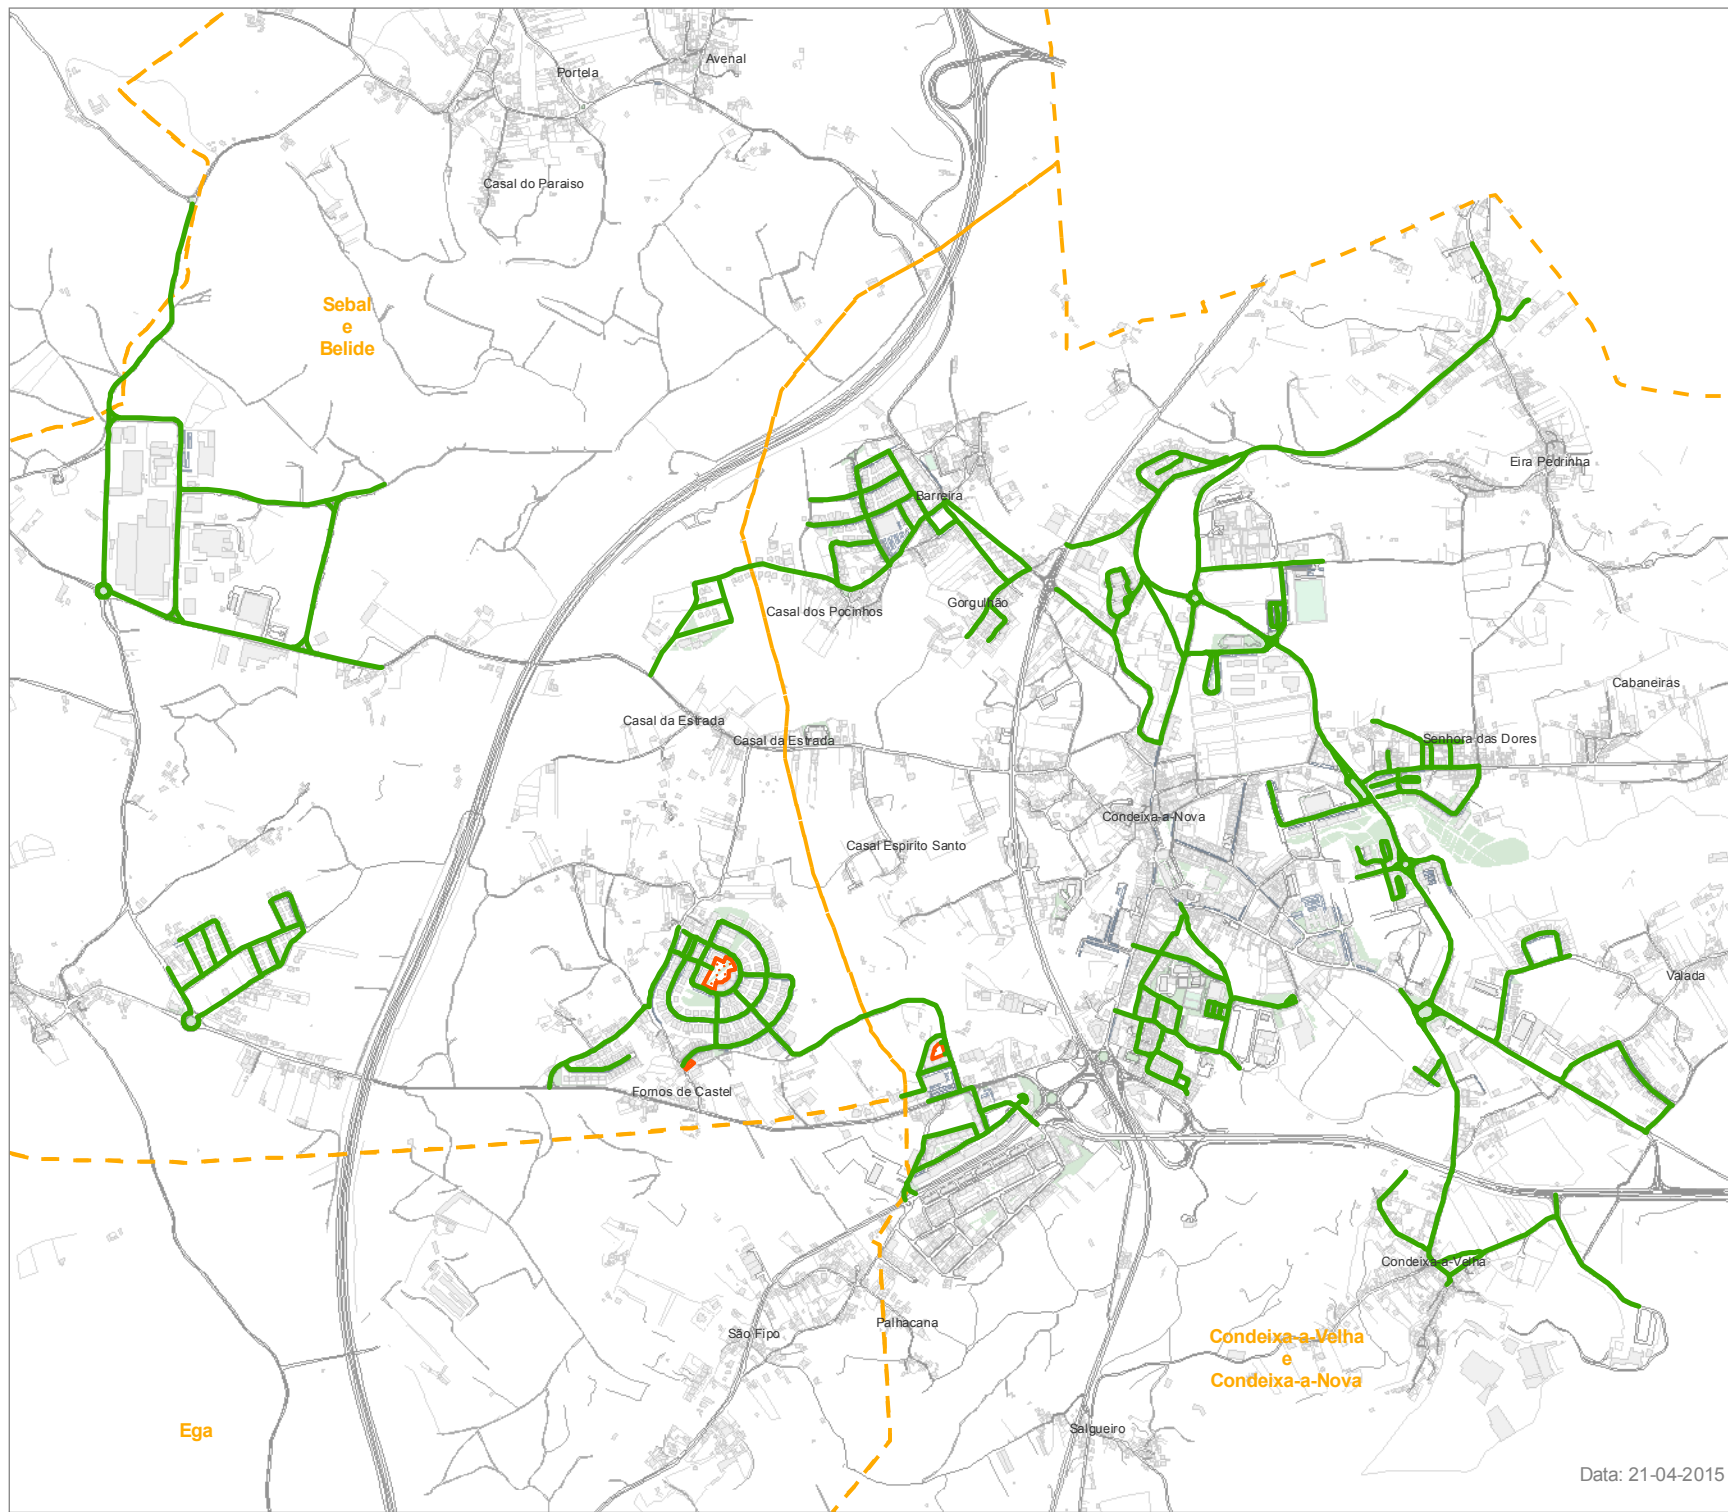 Avenal
Portela
Casal do Paraiso
Sebal
e
Belide
Eira Pedrinha
Barreira
Gorgulhão
Casal dos Pocinhos
Cabaneiras
Casal da Estrada
Casal da Estrada
Senhora das Dores
Condeixa-a-Nova
Casal Espirito Santo
Valada
Fornos de Castel
Condeixa-a-Velha
Palhacana
São Fipo
Condeixa-a-Velha
e
Condeixa-a-Nova
Ega
Salgueiro
Data: 21-04-2015